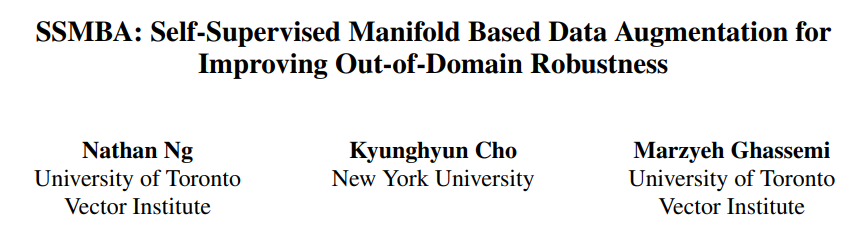 SSMBA: Self-Supervised Manifold Based Data Augmentation for
Improving Out-of-Domain Robustness
Nathan Ng
University of Toronto
Vector Institute
Kyunghyun Cho
New York University
Marzyeh Ghassemi
University of Toronto
Vector Institute